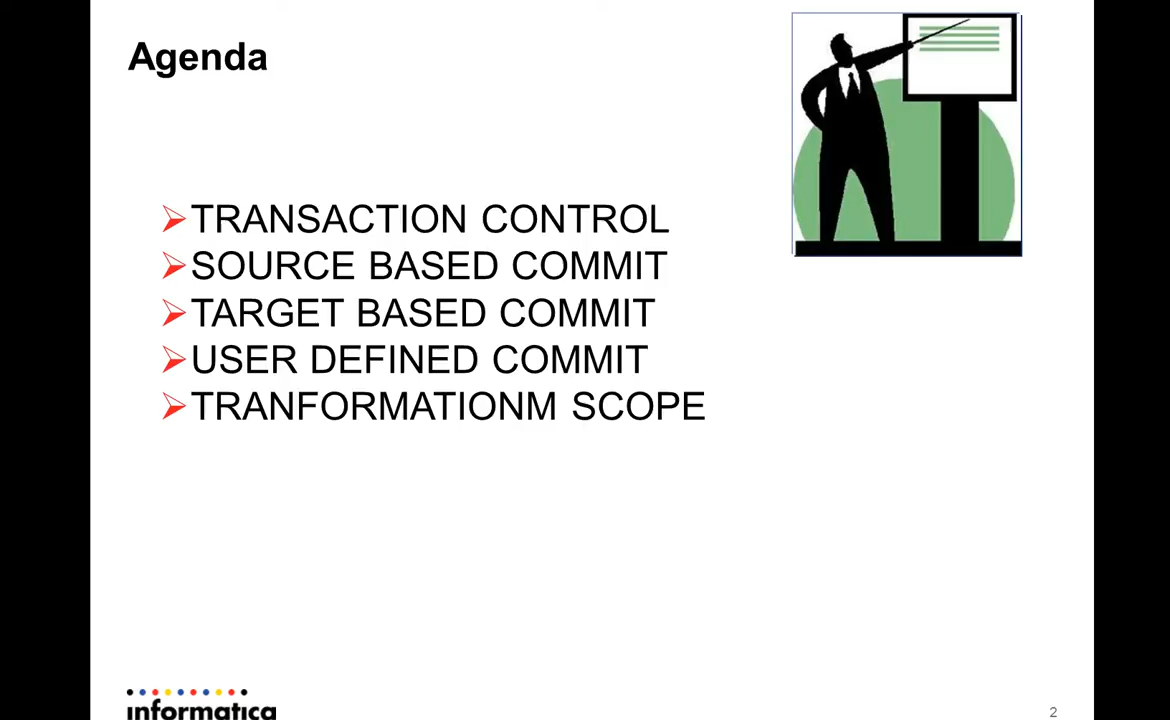 Agenda
TRANSACTION CONTROL
SOURCE BASED COMMIT
TARGET BASED COMMIT
USER DEFINED COMMIT
TRANFORMATIONM SCOPE
informatica
2